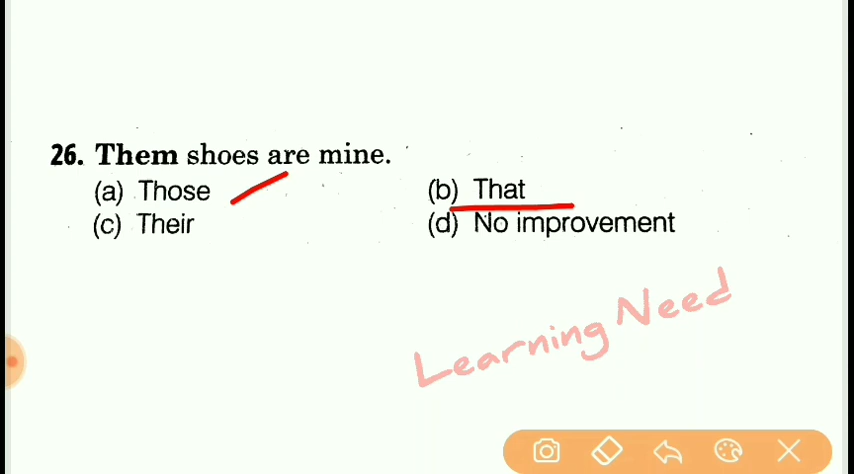 26. Them shoes are mine.
(a) Those (b) That
(c) Their (d) No improvement
Learning Need